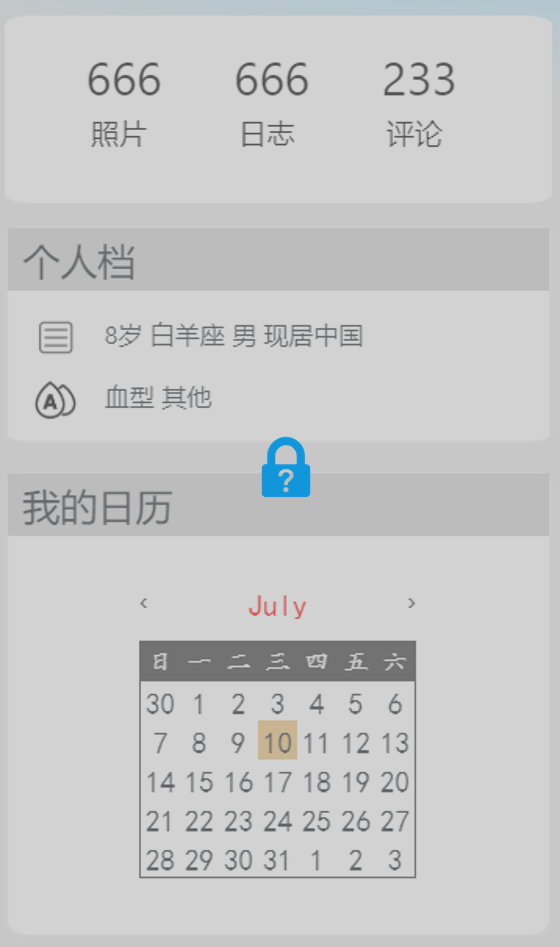 666 666 233
照片 日志 评论
个人档
8岁 白羊座 男 现居中国
A 血型 其他
?
我的日历
‹ July ›
日 一 二 三 四 五 六
30 1 2 3 4 5 6
7 8 9 10 11 12 13
14 15 16 17 18 19 20
21 22 23 24 25 26 27
28 29 30 31 1 2 3